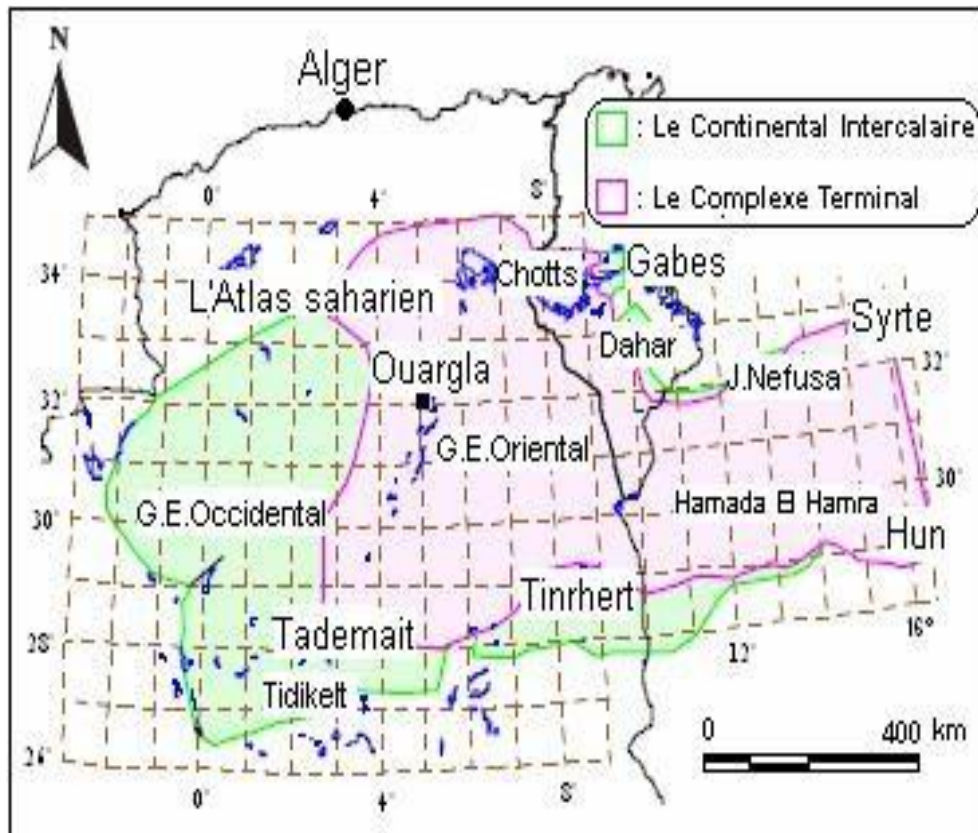 N
Alger
: Le Continental Intercalaire
: Le Complexe Terminal
0° 4° 8°
34°
Chotts
Gabes
L'Atlas saharien
Syrte
Dahar
Ouargla
J.Nefusa
32°
32°
G.E.Oriental
30°
Hamada El Hamra
G.E.Occidental
30°
Hun
Tinrhert
Tademait
28°
16°
12°
Tidikelt
0 400 km
26°
0° 4° 8°